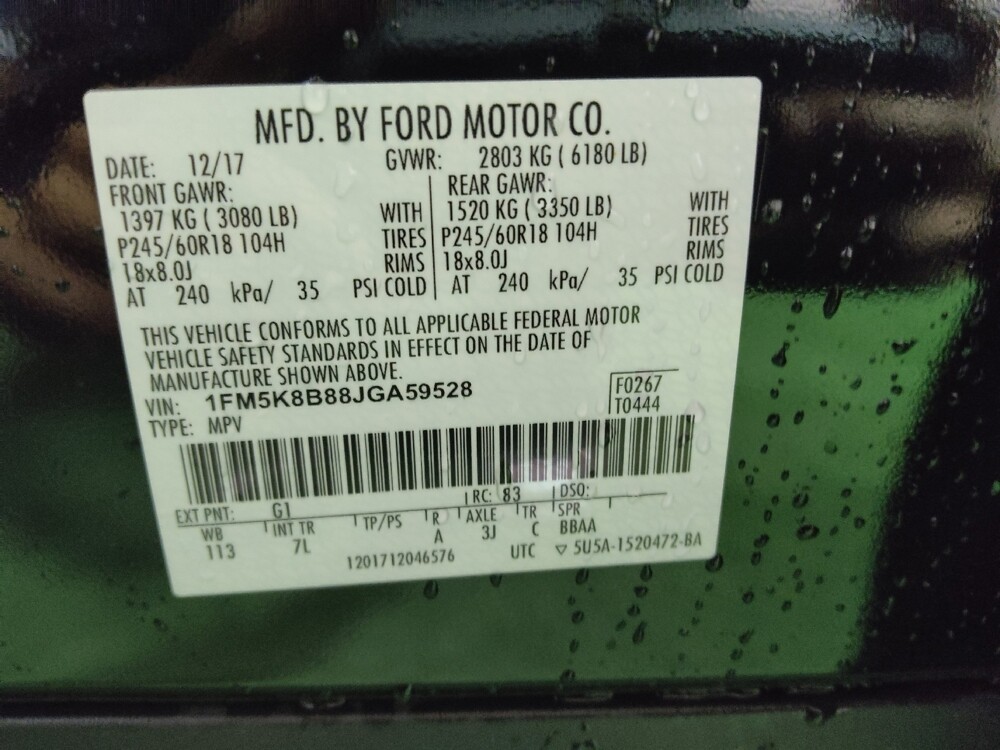 MFD. BY FORD MOTOR CO.
DATE: 12/17 GVWR: 2803 KG ( 6180 LB)
FRONT GAWR: REAR GAWR:
1397 KG ( 3080 LB) WITH 1520 KG ( 3350 LB) WITH
P245/60R18 104H TIRES P245/60R18 104H TIRES
18x8.0J RIMS 18x8.0J RIMS
AT 240 kPa/ 35 PSI COLD AT 240 kPa/ 35 PSI COLD
THIS VEHICLE CONFORMS TO ALL APPLICABLE FEDERAL MOTOR
VEHICLE SAFETY STANDARDS IN EFFECT ON THE DATE OF
MANUFACTURE SHOWN ABOVE.
VIN: 1FM5K8B88JGA59528 F0267
TYPE: MPV T0444
EXT PNT: G1 RC: 83 DSO:
WB INT TR TP/PS R AXLE TR SPR
113 7L A 3J C BBAA
1201712046576 UTC ▽ 5U5A-1520472-BA